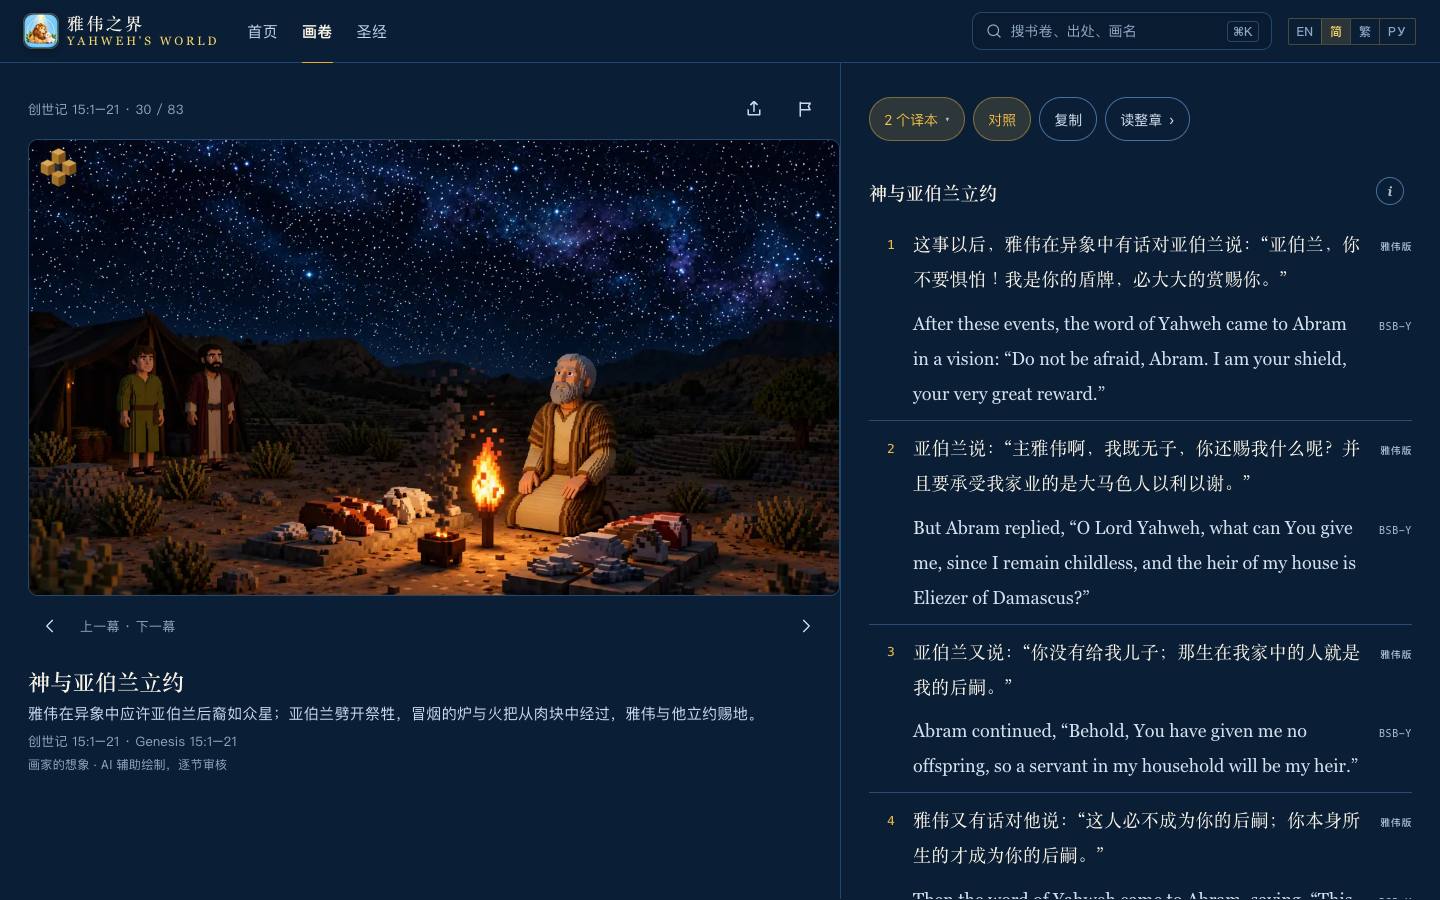 雅伟之界
YAHWEH'S WORLD
首页
画卷
圣经
搜书卷、出处、画名
⌘K
EN
简
繁
РУ
创世记 15:1–21 · 30 / 83
上一幕 · 下一幕
神与亚伯兰立约
雅伟在异象中应许亚伯兰后裔如众星；亚伯兰劈开祭牲，冒烟的炉与火把从肉块中经过，雅伟与他立约赐地。
创世记 15:1–21 · Genesis 15:1–21
画家的想象 · AI 辅助绘制，逐节审核
2 个译本
对照
复制
读整章 ›
神与亚伯兰立约
i
1
这事以后，雅伟在异象中有话对亚伯兰说：“亚伯兰，你
雅伟版
不要惧怕！我是你的盾牌，必大大的赏赐你。”
After these events, the word of Yahweh came to Abram
BSB-Y
in a vision: “Do not be afraid, Abram. I am your shield,
your very great reward.”
2
亚伯兰说：“主雅伟啊，我既无子，你还赐我什么呢？并
雅伟版
且要承受我家业的是大马色人以利以谢。”
But Abram replied, “O Lord Yahweh, what can You give
BSB-Y
me, since I remain childless, and the heir of my house is
Eliezer of Damascus?”
3
亚伯兰又说：“你没有给我儿子；那生在我家中的人就是
雅伟版
我的后嗣。”
Abram continued, “Behold, You have given me no
BSB-Y
offspring, so a servant in my household will be my heir.”
4
雅伟又有话对他说：“这人必不成为你的后嗣；你本身所
雅伟版
生的才成为你的后嗣。”
Then the word of Yahweh came to Abram, saying, “This